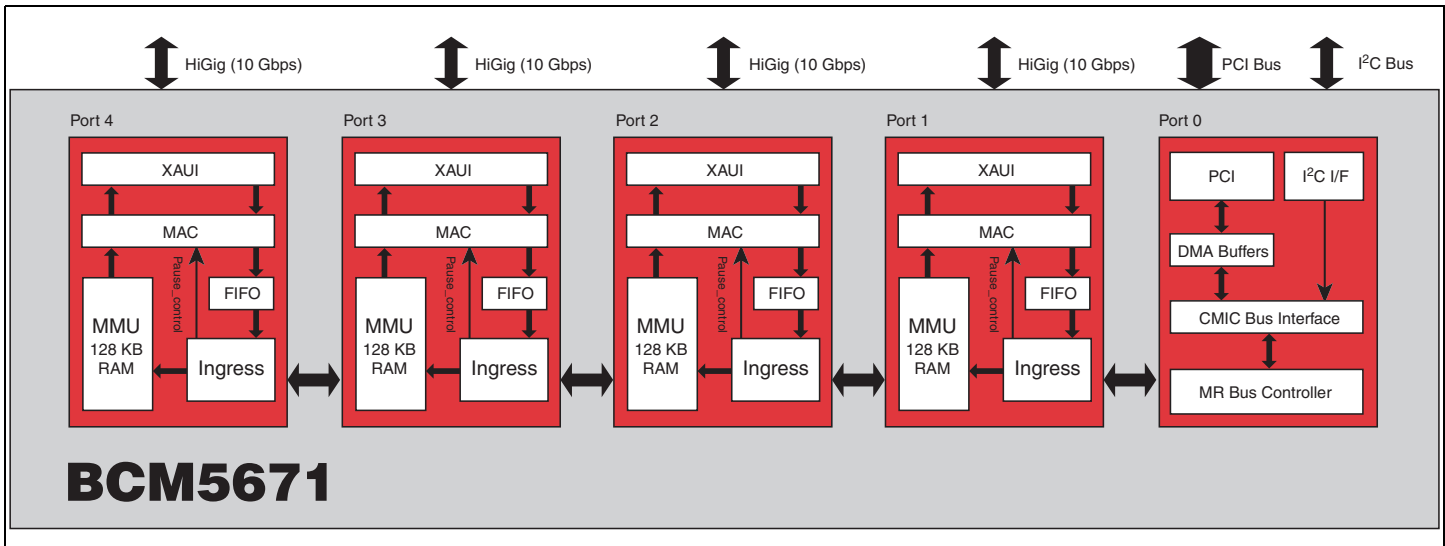 HiGig (10 Gbps)
HiGig (10 Gbps)
HiGig (10 Gbps)
HiGig (10 Gbps)
PCI Bus
I²C Bus
Port 4
XAUI
MAC
Pause_control
FIFO
MMU
128 KB
RAM
Ingress
Port 3
XAUI
MAC
Pause_control
FIFO
MMU
128 KB
RAM
Ingress
Port 2
XAUI
MAC
Pause_control
FIFO
MMU
128 KB
RAM
Ingress
Port 1
XAUI
MAC
Pause_control
FIFO
MMU
128 KB
RAM
Ingress
Port 0
PCI
I²C I/F
DMA Buffers
CMIC Bus Interface
MR Bus Controller
BCM5671